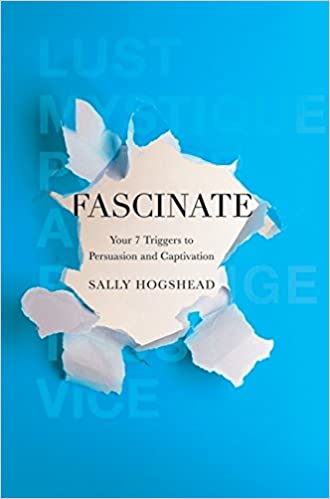 LUST
MYSTIQUE
FASCINATE
Your 7 Triggers to
Persuasion and Captivation
SALLY HOGSHEAD
VICE